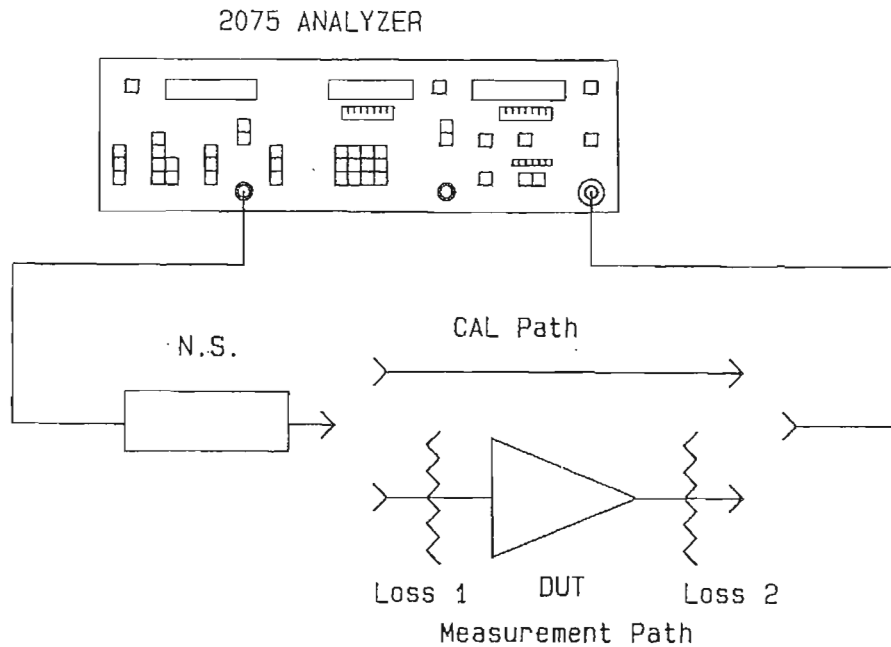 2075 ANALYZER
N.S.
CAL Path
Loss 1
DUT
Loss 2
Measurement Path